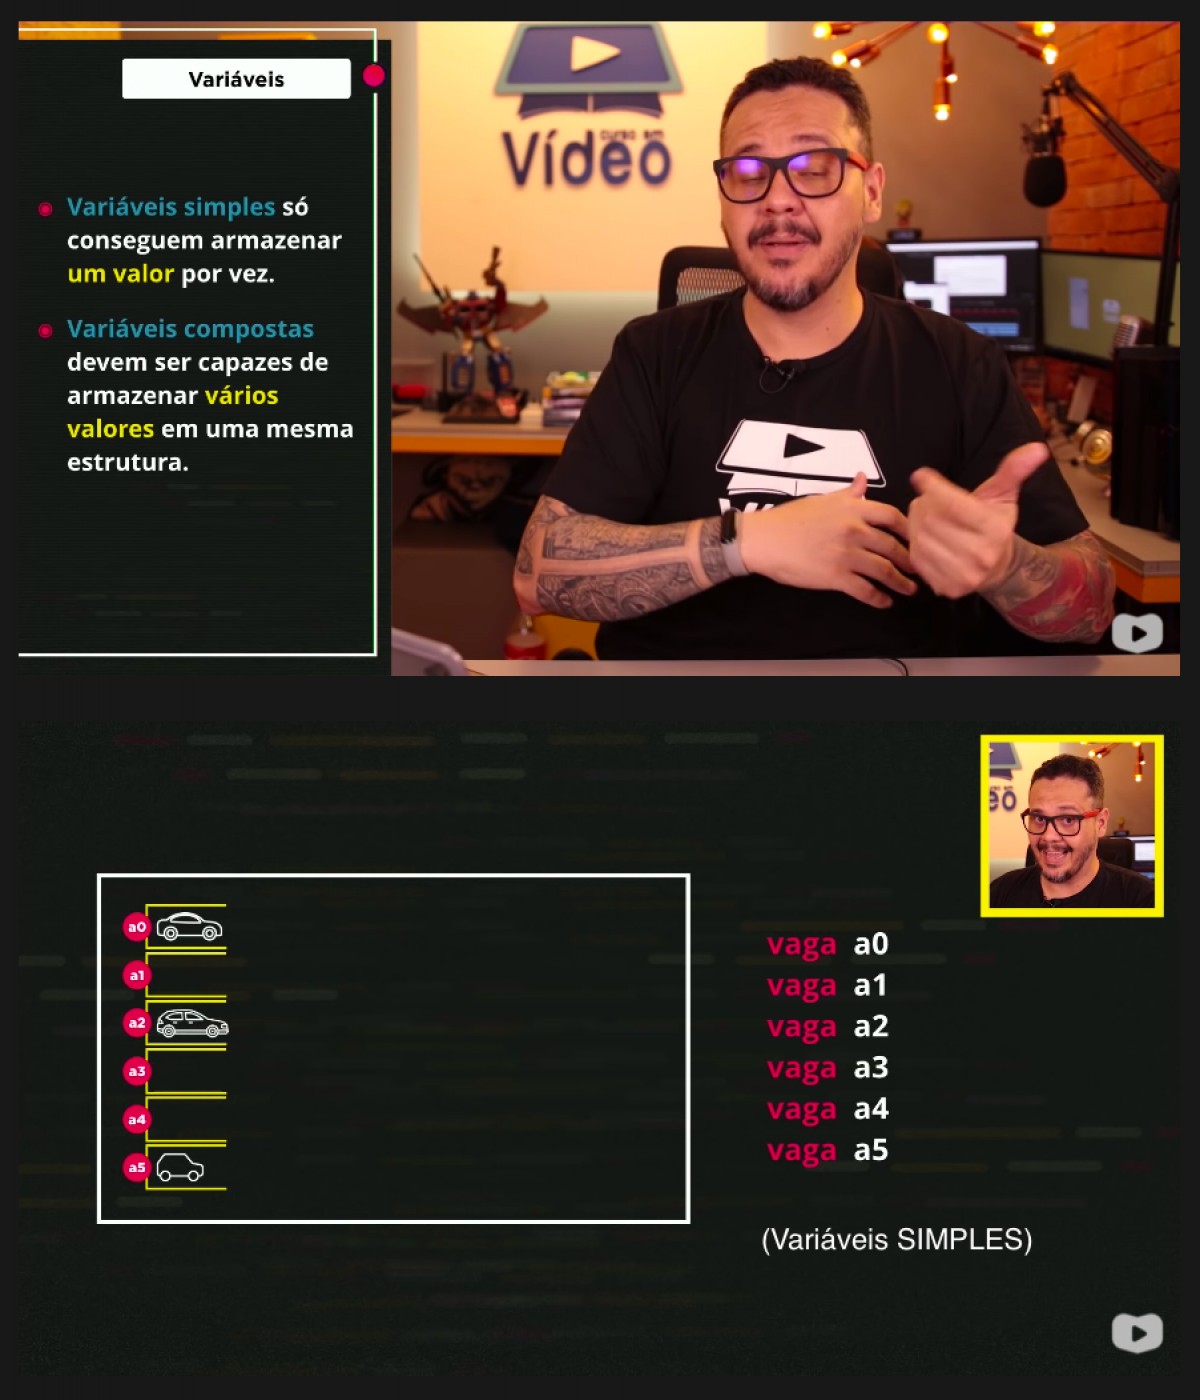 Variáveis
Variáveis simples só
conseguem armazenar
um valor por vez.
Variáveis compostas
devem ser capazes de
armazenar vários
valores em uma mesma
estrutura.
curso em
Vídeo
a0
a1
a2
a3
a4
a5
vaga a0
vaga a1
vaga a2
vaga a3
vaga a4
vaga a5
(Variáveis SIMPLES)